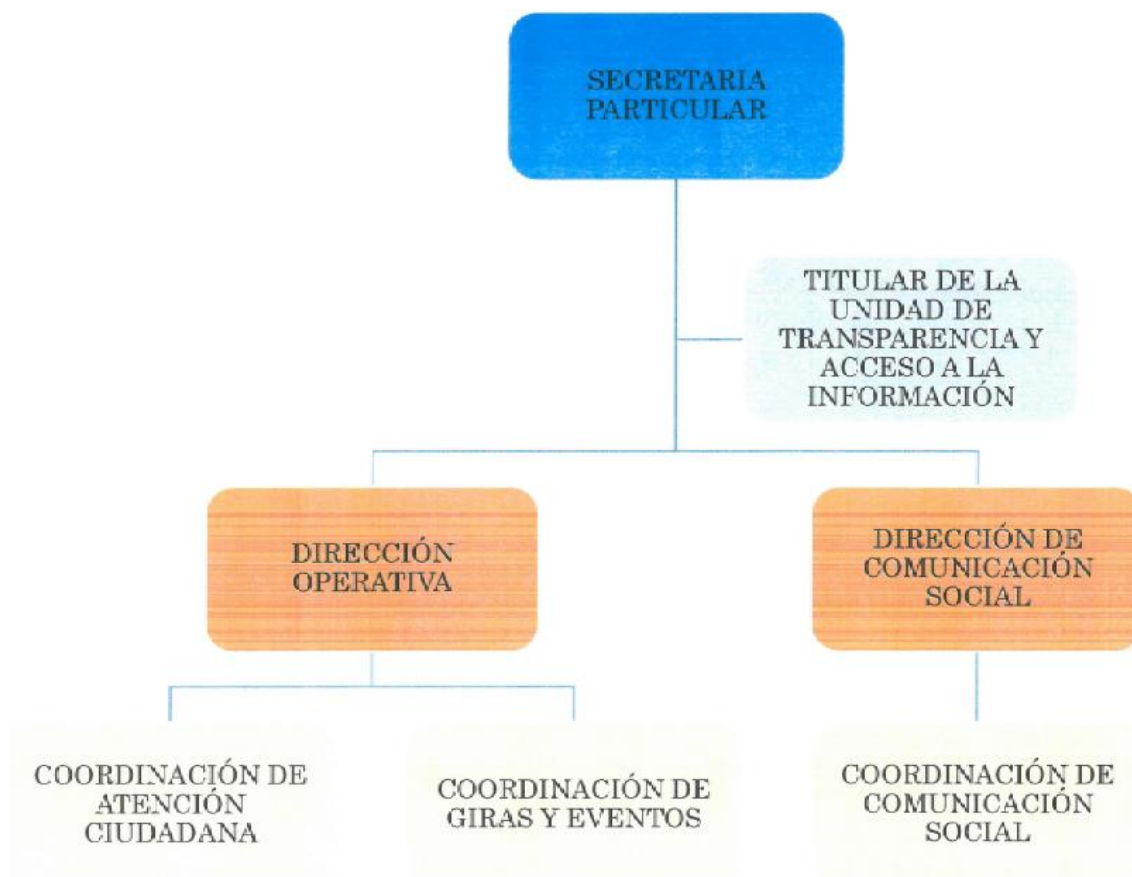 SECRETARIA
PARTICULAR
TITULAR DE LA
UNIDAD DE
TRANSPARENCIA Y
ACCESO A LA
INFORMACIÓN
DIRECCIÓN
OPERATIVA
DIRECCIÓN DE
COMUNICACIÓN
SOCIAL
COORDINACIÓN DE
ATENCIÓN
CIUDADANA
COORDINACIÓN DE
GIRAS Y EVENTOS
COORDINACIÓN DE
COMUNICACIÓN
SOCIAL